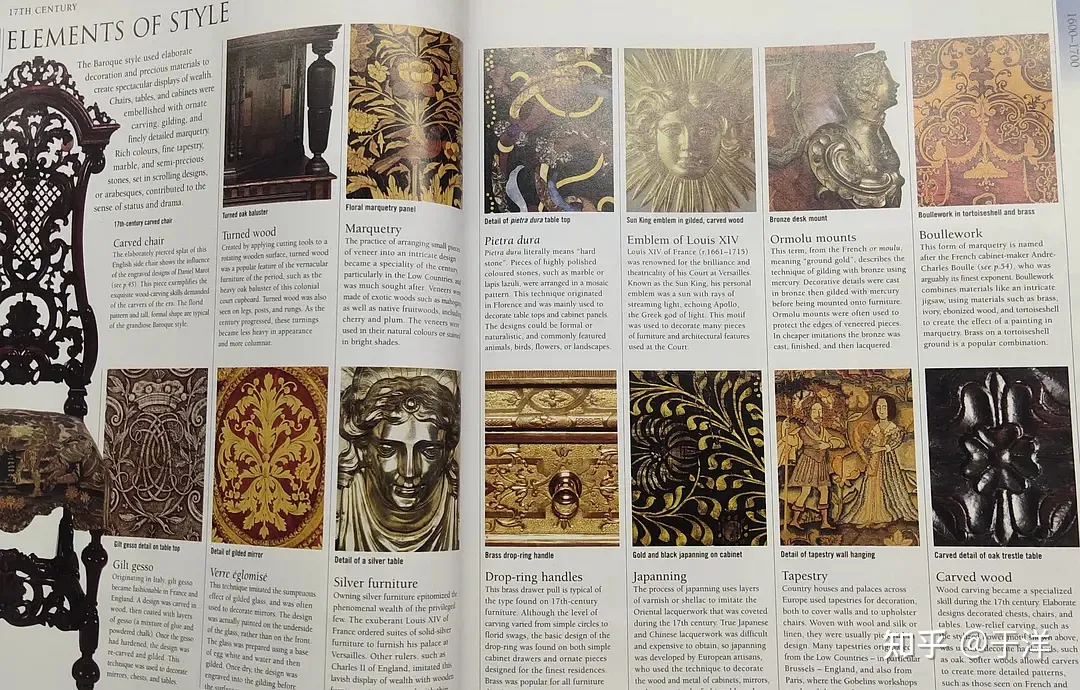 17TH CENTURY
ELEMENTS OF STYLE
The Baroque style used elaborate
decoration and precious materials to
create spectacular displays of wealth.
Chairs, tables, and cabinets were
embellished with ornate
carving, gilding, and
finely detailed marquetry.
Rich colours, fine tapestry,
marble, and semi-precious
stones, set in scrolling designs,
or arabesques, contributed to the
sense of status and drama.
17th-century carved chair
Carved chair
The elaborately pierced splat of this
English side chair shows the influence
of the engraved designs of Daniel Marot
(see p.45). This piece exemplifies the
exquisite wood-carving skills demanded
of the carvers of the era. The florid
pattern and tall, formal shape are typical
of the grandiose Baroque style.
Turned oak baluster
Turned wood
Created by applying cutting tools to a
rotating wooden surface, turned wood
was a popular feature of the vernacular
furniture of the period, such as the
heavy oak baluster of this colonial
court cupboard. Turned wood was also
seen on legs, posts, and rungs. As the
century progressed, these turnings
became less heavy in appearance
and more columnar.
Floral marquetry panel
Marquetry
The practice of arranging small pieces
of veneer into an intricate design
became a speciality of the century,
particularly in the Low Countries, and
was much sought after. Veneers were
made of exotic woods such as mahogany,
as well as native fruitwoods, including
cherry and plum. The veneers were
used in their natural colours or stained
in bright shades.
Detail of pietra dura table top
Pietra dura
Pietra dura literally means "hard
stone". Pieces of highly polished
coloured stones, such as marble or
lapis lazuli, were arranged in a mosaic
pattern. This technique originated
in Florence and was mainly used to
decorate table tops and cabinet panels.
The designs could be formal or
naturalistic, and commonly featured
animals, birds, flowers, or landscapes.
Sun King emblem in gilded, carved wood
Emblem of Louis XIV
Louis XIV of France (r.1661–1715)
was renowned for the brilliance and
theatricality of his Court at Versailles.
Known as the Sun King, his personal
emblem was a sun with rays of
streaming light, echoing Apollo,
the Greek god of light. This motif
was used to decorate many pieces
of furniture and architectural features
used at the Court.
Bronze desk mount
Ormolu mounts
This term, from the French or moulu,
meaning "ground gold", describes the
technique of gilding with bronze using
mercury. Decorative details were cast
in bronze then gilded with mercury
before being mounted onto furniture.
Ormolu mounts were often used to
protect the edges of veneered pieces.
In cheaper imitations the bronze was
cast, finished, and then lacquered.
Boullework in tortoiseshell and brass
Boullework
This form of marquetry is named
after the French cabinet-maker André-
Charles Boulle (see p.54), who was
arguably its finest exponent. Boullework
combines materials like an intricate
jigsaw, using materials such as brass,
ivory, ebonized wood, and tortoiseshell
to create the effect of a painting in
marquetry. Brass on a tortoiseshell
ground is a popular combination.
1600–1700
Gilt gesso detail on table top
Gilt gesso
Originating in Italy, gilt gesso
became fashionable in France and
England. A design was carved in
wood, then coated with layers
of gesso (a mixture of glue and
powdered chalk). Once the gesso
had hardened, the design was
re-carved and gilded. This
technique was used to decorate
mirrors, chests, and tables.
Detail of gilded mirror
Verre églomisé
This technique imitated the sumptuous
effect of gilded glass, and was often
used to decorate mirrors. The design
was actually painted on the underside
of the glass, rather than on the front.
The glass was prepared using a base
of egg white and water and then
gilded. Once dry, the design was
engraved into the gilding before
Detail of a silver table
Silver furniture
Owning silver furniture epitomized the
phenomenal wealth of the privileged
few. The exuberant Louis XIV of
France ordered suites of solid-silver
furniture to furnish his palace at
Versailles. Other rulers, such as
Charles II of England, imitated this
lavish display of wealth with wooden
Brass drop-ring handle
Drop-ring handles
This brass drawer pull is typical of
the type found on 17th-century
furniture. Although the level of
carving varied from simple circles to
florid swags, the basic design of the
drop-ring was found on both simple
cabinet drawers and ornate pieces
designed for the finest residences.
Brass was popular for all furniture
Gold and black japanning on cabinet
Japanning
The process of japanning uses layers
of varnish or shellac to imitate the
Oriental lacquerwork that was coveted
during the 17th century. True Japanese
and Chinese lacquerwork was difficult
and expensive to obtain, so japanning
was developed by European artisans,
who used the technique to decorate
the wood and metal of cabinets, mirrors,
Detail of tapestry wall hanging
Tapestry
Country houses and palaces across
Europe used tapestries for decoration,
both to cover walls and to upholster
chairs. Woven with wool and silk or
linen, they were usually
design. Many tapestries
from the Low Countries – in particular
Brussels – England, and also from
Paris, where the Gobelins workshops
Carved detail of oak trestle table
Carved wood
Wood carving became a specialized
skill during the 17th century. Elaborate
designs decorated chests, chairs, and
tables. Low-relief carving, such as
as oak. Softer woods allowed carvers
to create more detailed patterns,
such as those seen on French and
知乎 @于洋